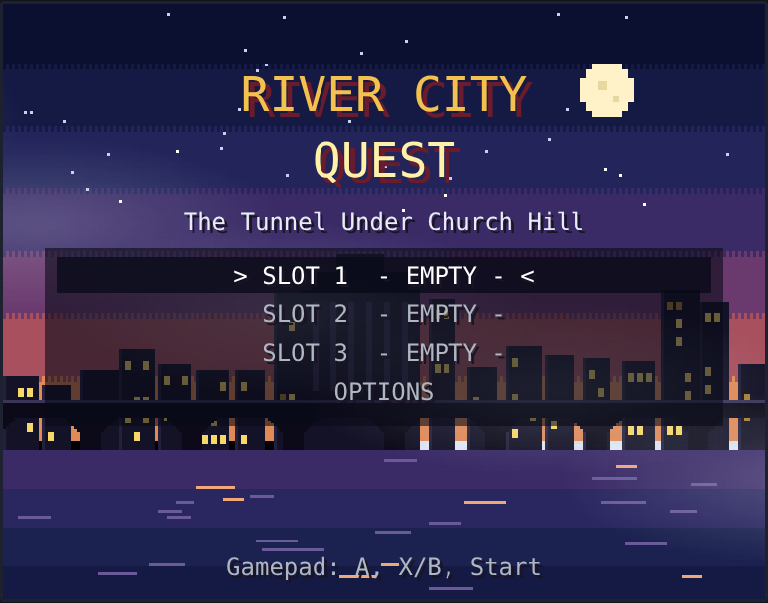 RIVER CITY
QUEST
The Tunnel Under Church Hill
> SLOT 1 - EMPTY - <
SLOT 2 - EMPTY -
SLOT 3 - EMPTY -
OPTIONS
Gamepad: A, X/B, Start